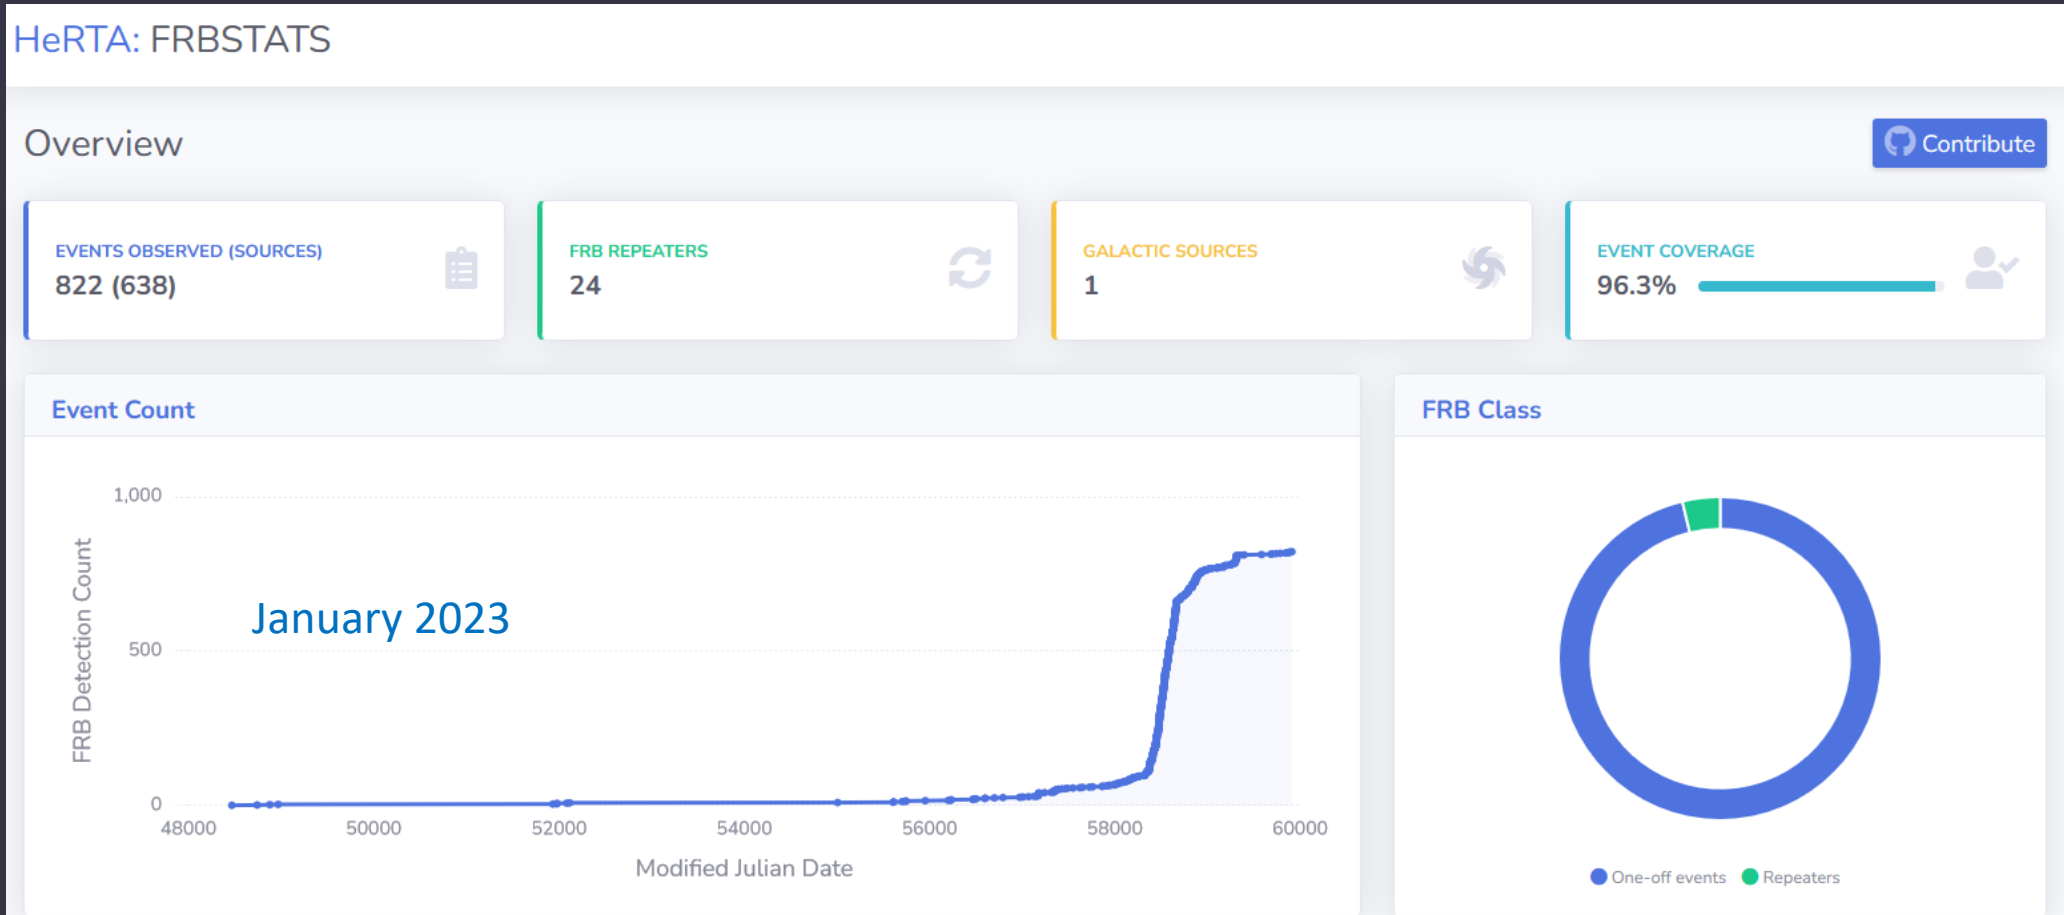 HeRTA: FRBSTATS
Overview
Contribute
EVENTS OBSERVED (SOURCES)
822 (638)
FRB REPEATERS
24
GALACTIC SOURCES
1
EVENT COVERAGE
96.3%
Event Count
1,000
500
0
FRB Detection Count
January 2023
48000 50000 52000 54000 56000 58000 60000
Modified Julian Date
FRB Class
One-off events Repeaters